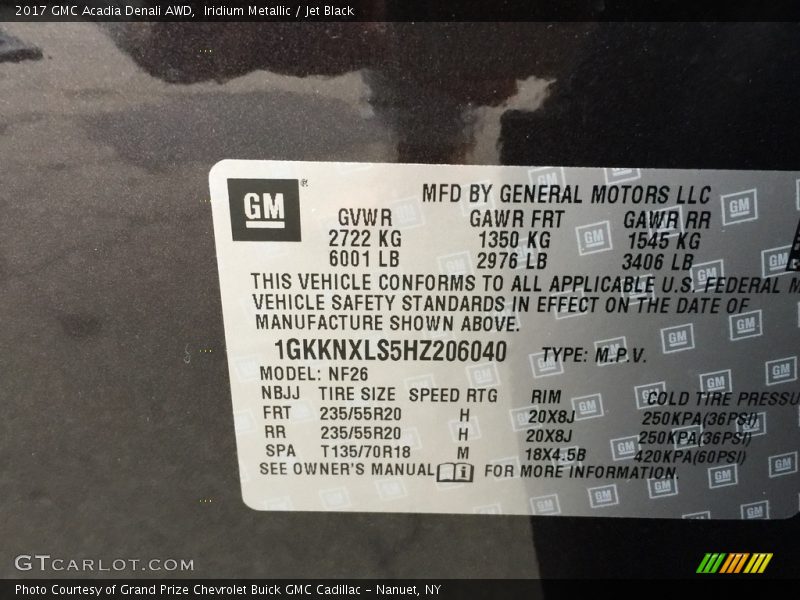 2017 GMC Acadia Denali AWD,  Iridium Metallic / Jet Black
GM®
MFD BY GENERAL MOTORS LLC
GVWR GAWR FRT GAWR RR
2722 KG 1350 KG 1545 KG
6001 LB 2976 LB 3406 LB
THIS VEHICLE CONFORMS TO ALL APPLICABLE U.S. FEDERAL M
VEHICLE SAFETY STANDARDS IN EFFECT ON THE DATE OF
MANUFACTURE SHOWN ABOVE.
1GKKNXLS5HZ206040 TYPE: M.P.V.
MODEL: NF26
NBJJ TIRE SIZE SPEED RTG RIM COLD TIRE PRESSU
FRT 235/55R20 H 20X8J 250KPA(36PSI)
RR 235/55R20 H 20X8J 250KPA(36PSI)
SPA T135/70R18 M 18X4.5B 420KPA(60PSI)
SEE OWNER'S MANUAL i FOR MORE INFORMATION.
GTCARLOT.COM
Photo Courtesy of Grand Prize Chevrolet Buick GMC Cadillac – Nanuet, NY